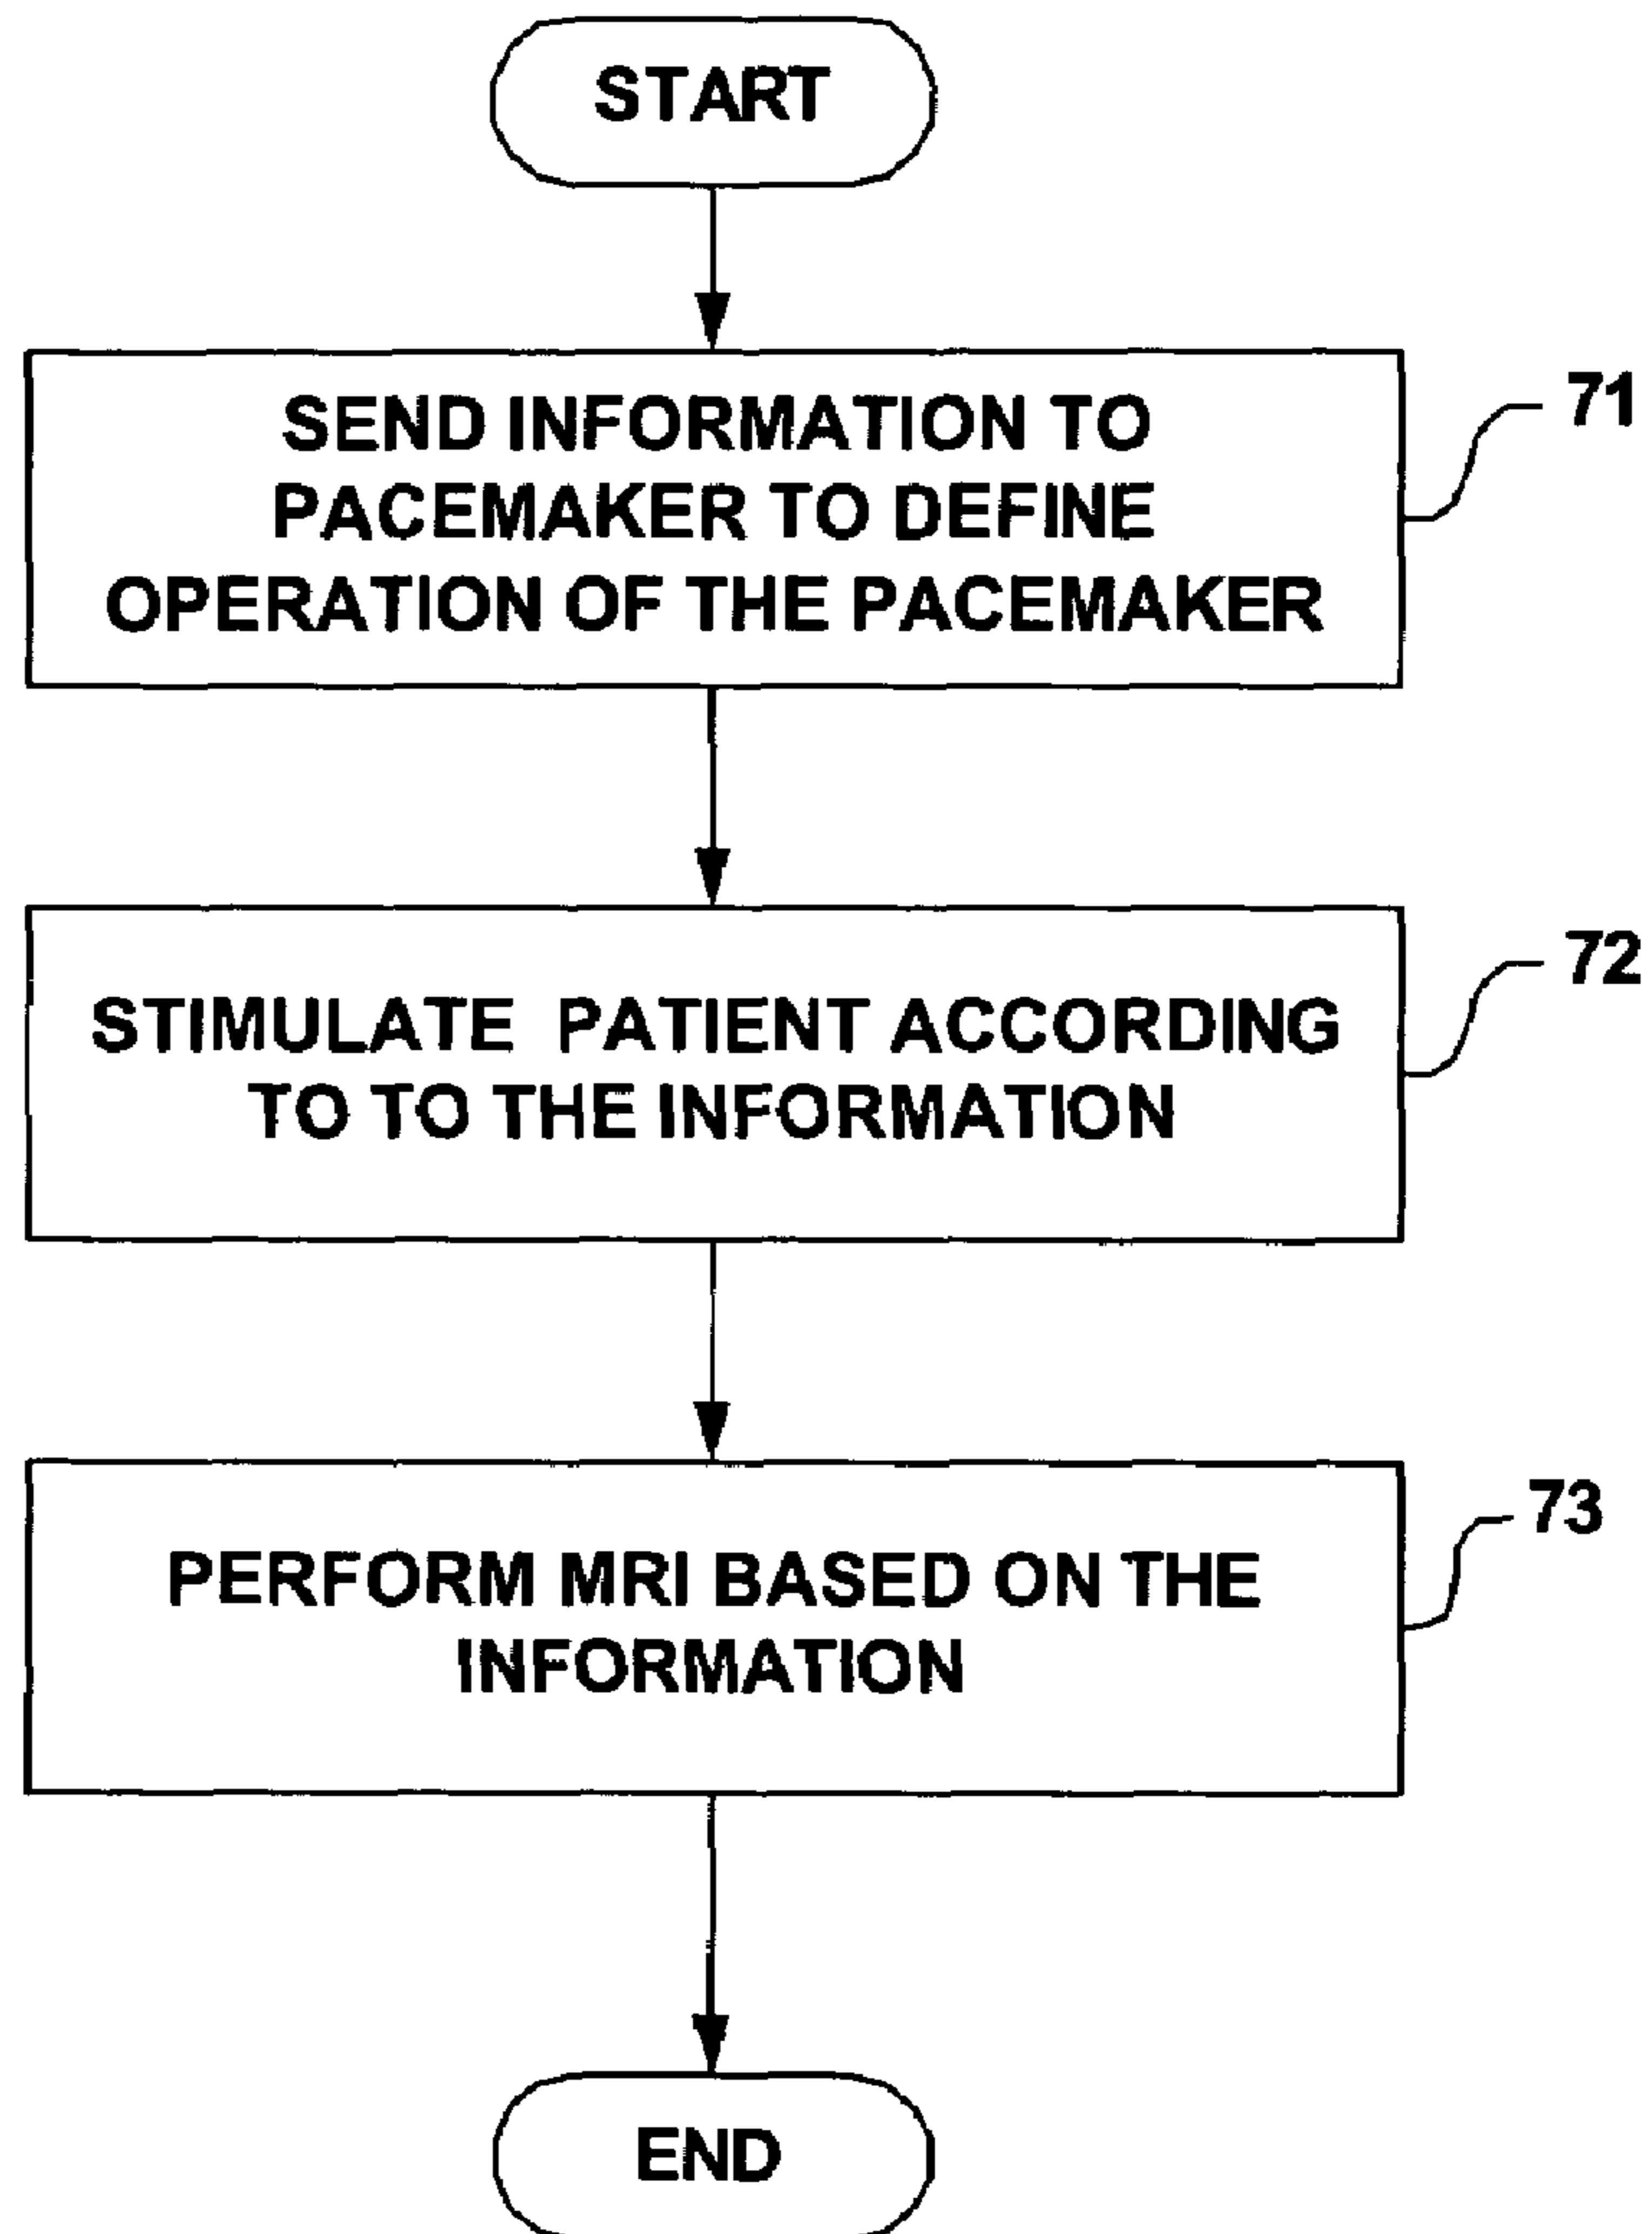 START
SEND INFORMATION TO
PACEMAKER TO DEFINE
OPERATION OF THE PACEMAKER
71
STIMULATE PATIENT ACCORDING
TO TO THE INFORMATION
72
PERFORM MRI BASED ON THE
INFORMATION
73
END